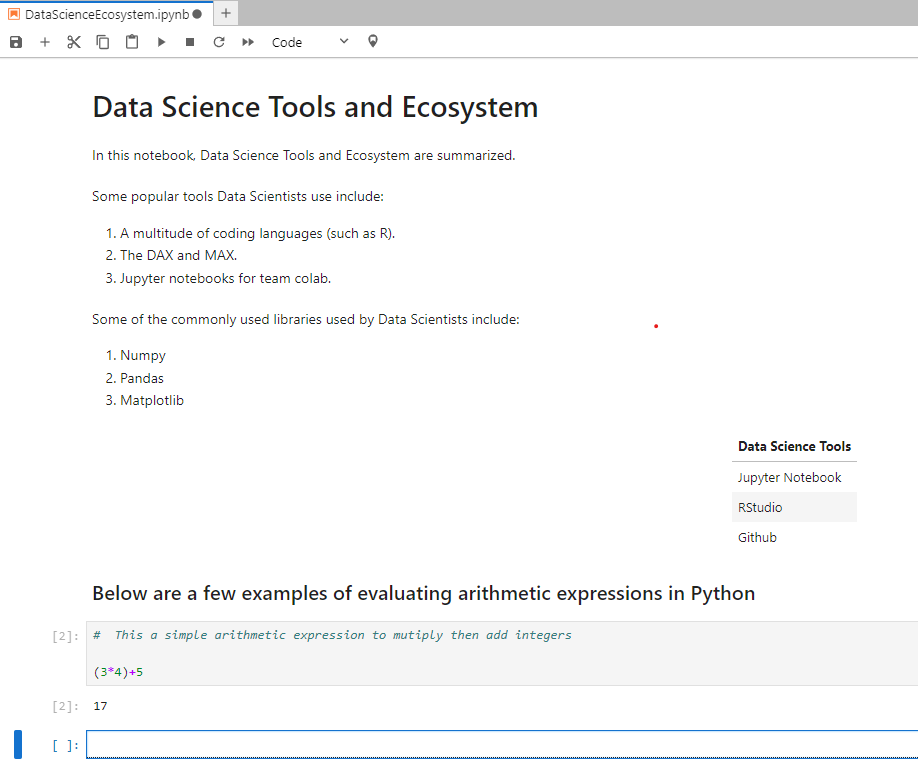 DataScienceEcosystem.ipynb
Code
Data Science Tools and Ecosystem
In this notebook, Data Science Tools and Ecosystem are summarized.
Some popular tools Data Scientists use include:
1. A multitude of coding languages (such as R).
2. The DAX and MAX.
3. Jupyter notebooks for team colab.
Some of the commonly used libraries used by Data Scientists include:
1. Numpy
2. Pandas
3. Matplotlib
Data Science Tools
Jupyter Notebook
RStudio
Github
Below are a few examples of evaluating arithmetic expressions in Python
[2]: #  This a simple arithmetic expression to mutiply then add integers
(3*4)+5
[2]: 17
[ ]: